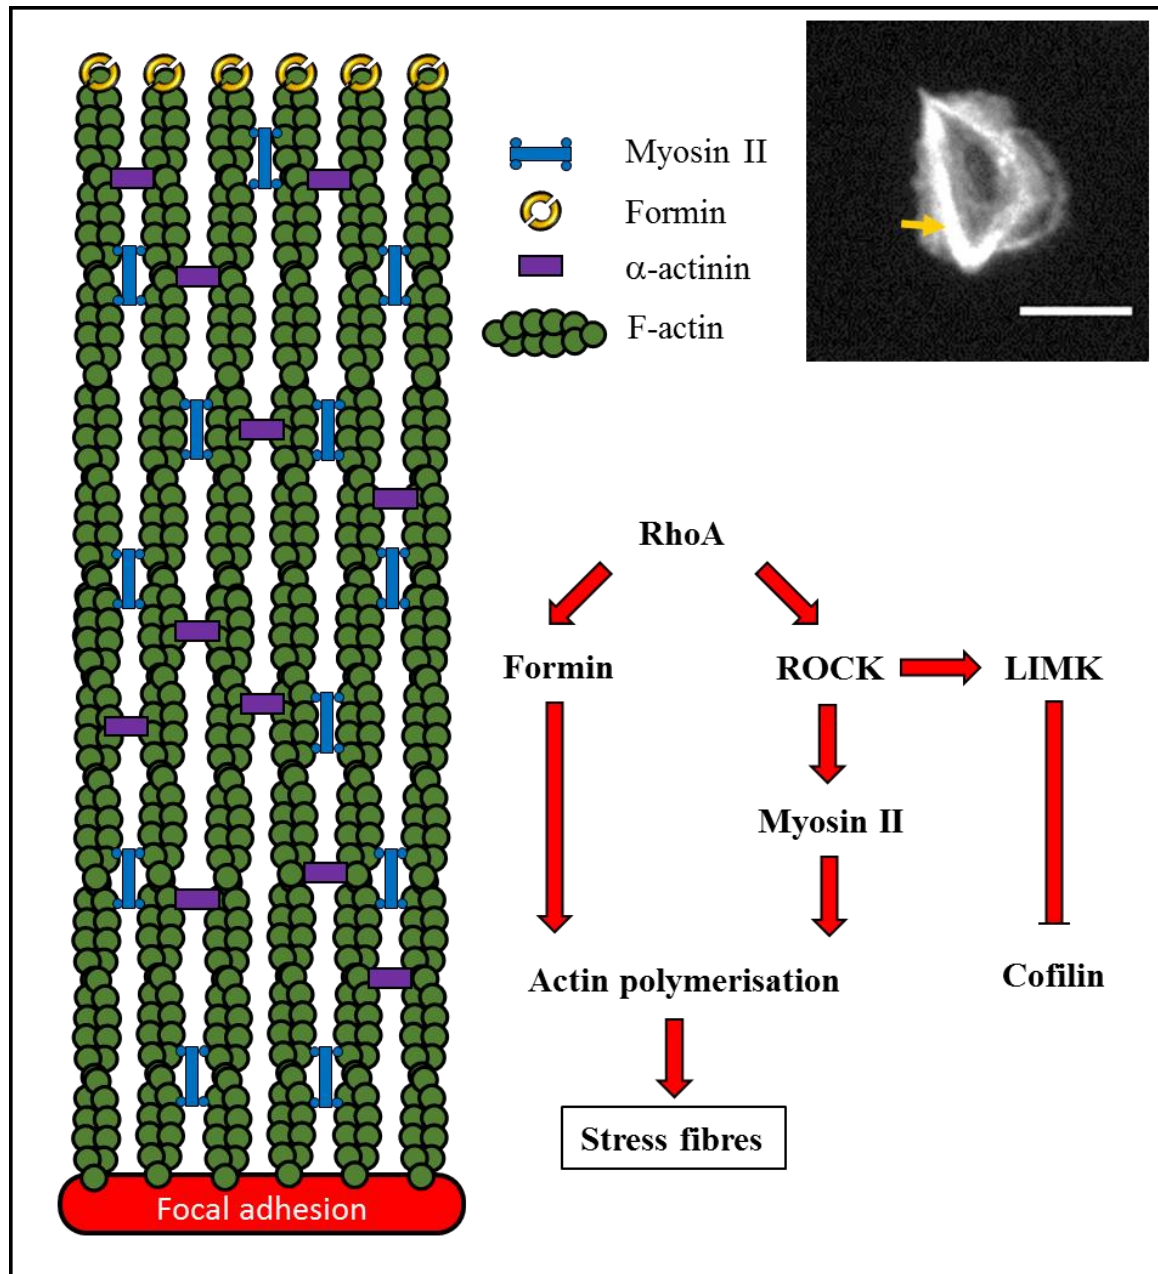 Myosin II
Formin
α-actinin
F-actin
RhoA
Formin
ROCK
LIMK
Myosin II
Actin polymerisation
Cofilin
Stress fibres
Focal adhesion